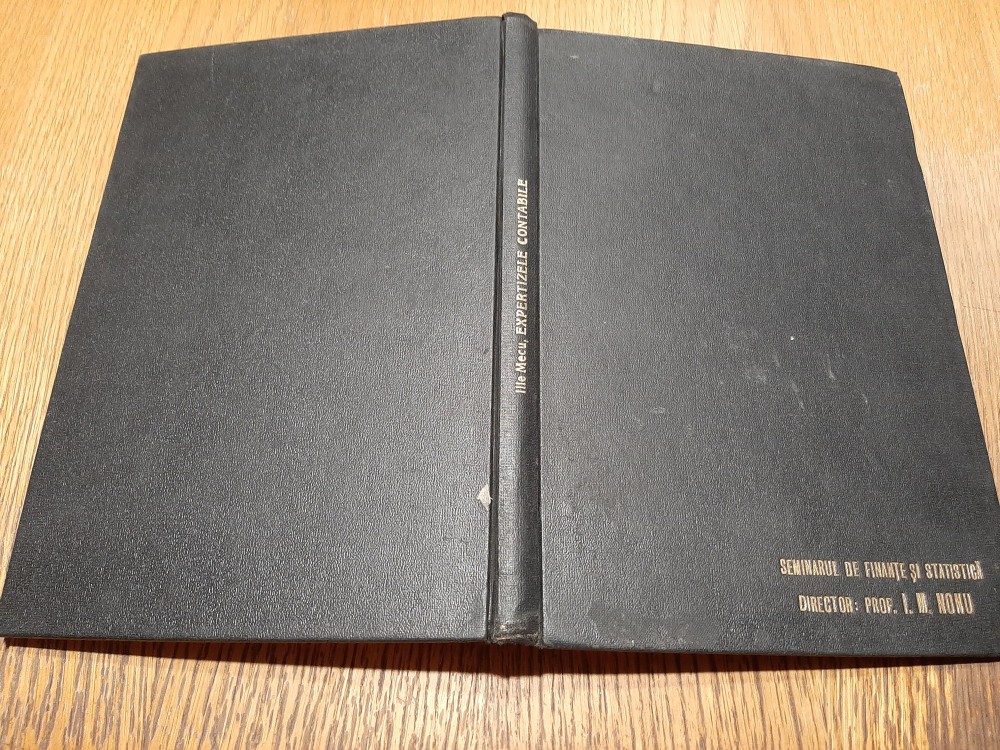 Ilie Mecu, EXPERTIZELE CONTABILE
SEMINARUL DE FINANȚE ȘI STATISTICĂ
DIRECTOR: PROF. I. M. NONU